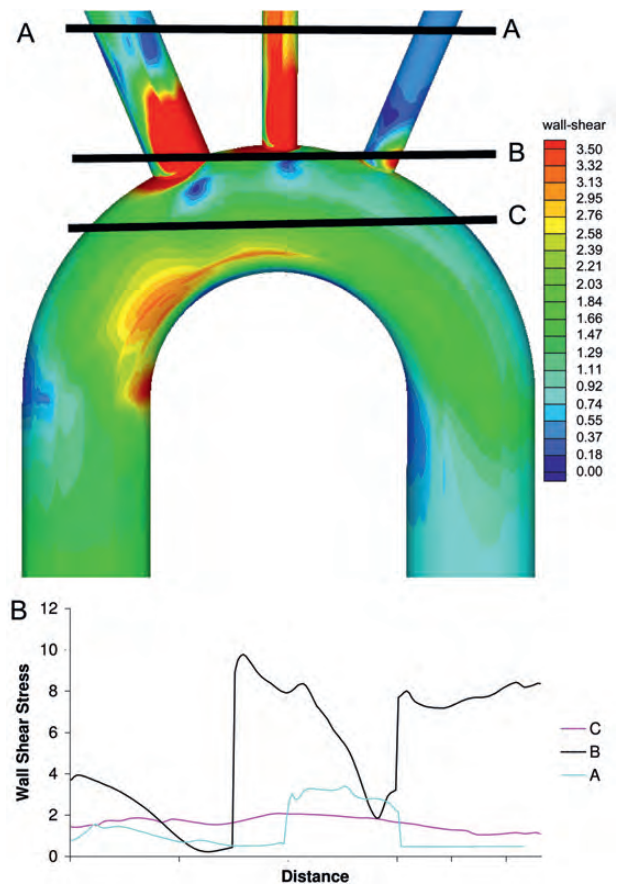 A
A
B
C
wall-shear
3.50
3.32
3.13
2.95
2.76
2.58
2.39
2.21
2.03
1.84
1.66
1.47
1.29
1.11
0.92
0.74
0.55
0.37
0.18
0.00
B
12
10
8
6
4
2
0
Wall Shear Stress
Distance
C
B
A